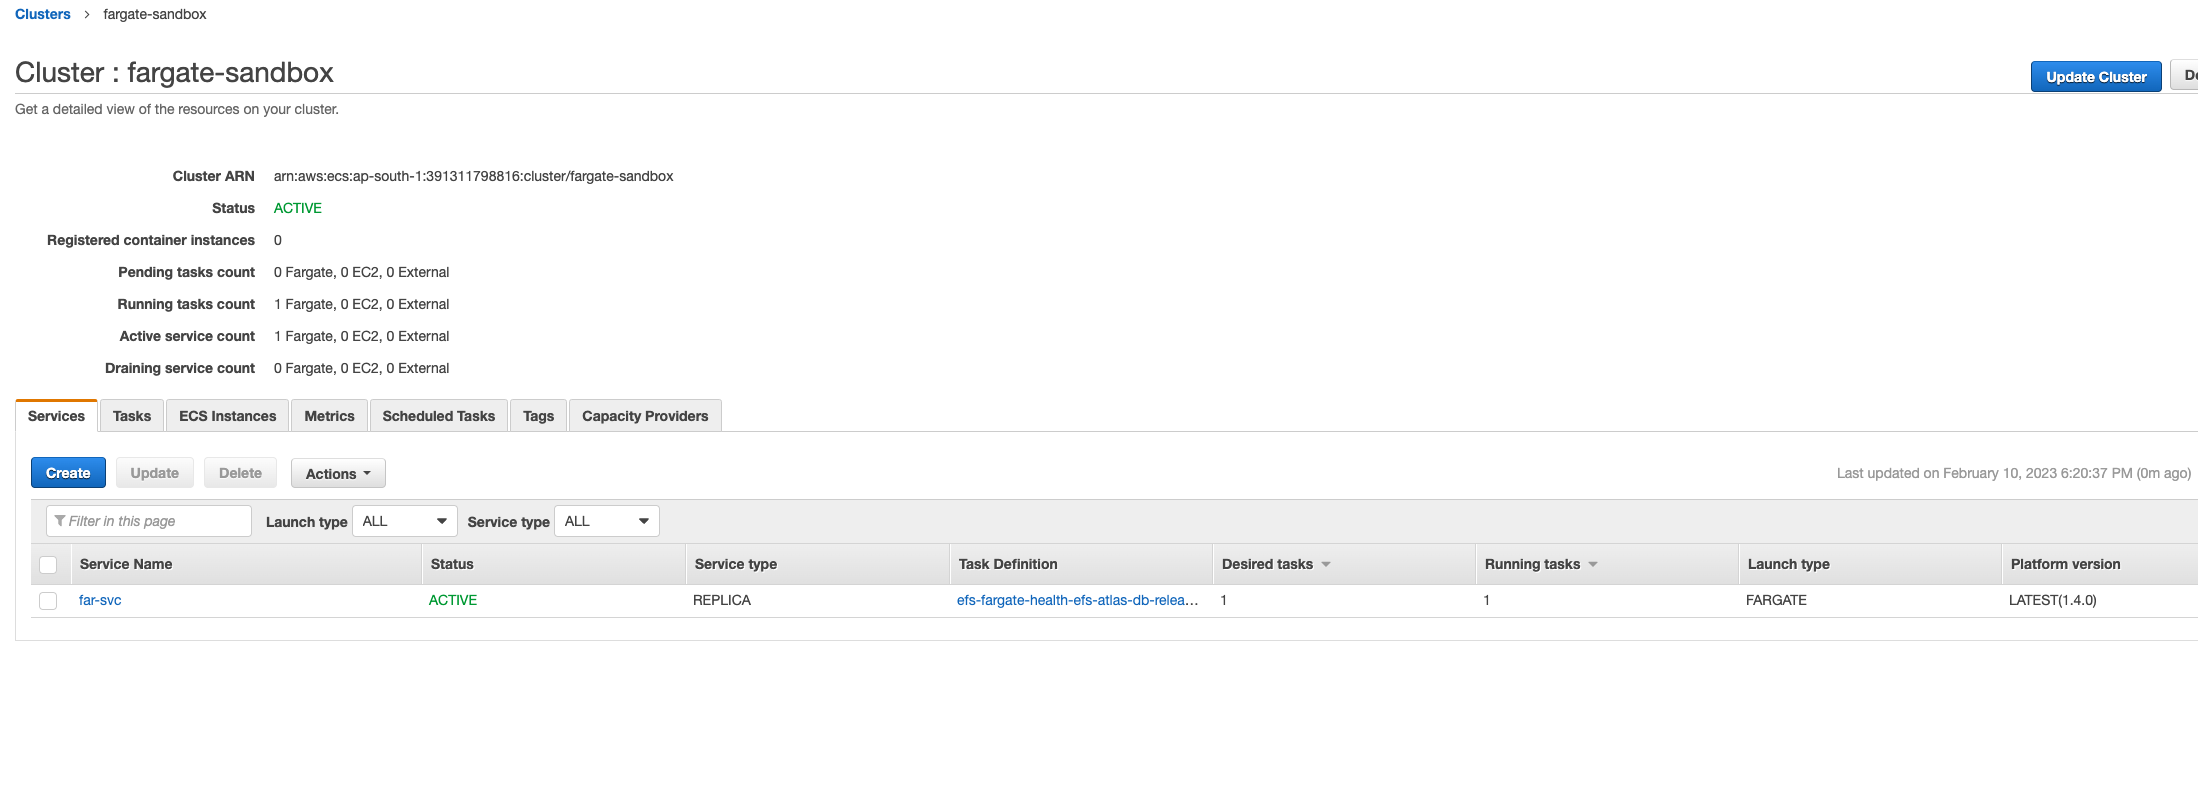 Clusters > fargate-sandbox
Cluster : fargate-sandbox
Update Cluster
De
Get a detailed view of the resources on your cluster.
Cluster ARN arn:aws:ecs:ap-south-1:391311798816:cluster/fargate-sandbox
Status ACTIVE
Registered container instances 0
Pending tasks count 0 Fargate, 0 EC2, 0 External
Running tasks count 1 Fargate, 0 EC2, 0 External
Active service count 1 Fargate, 0 EC2, 0 External
Draining service count 0 Fargate, 0 EC2, 0 External
Services Tasks ECS Instances Metrics Scheduled Tasks Tags Capacity Providers
Create Update Delete Actions Last updated on February 10, 2023 6:20:37 PM (0m ago)
Filter in this page Launch type ALL Service type ALL
Service Name Status Service type Task Definition Desired tasks Running tasks Launch type Platform version
far-svc ACTIVE REPLICA efs-fargate-health-efs-atlas-db-relea... 1 1 FARGATE LATEST(1.4.0)